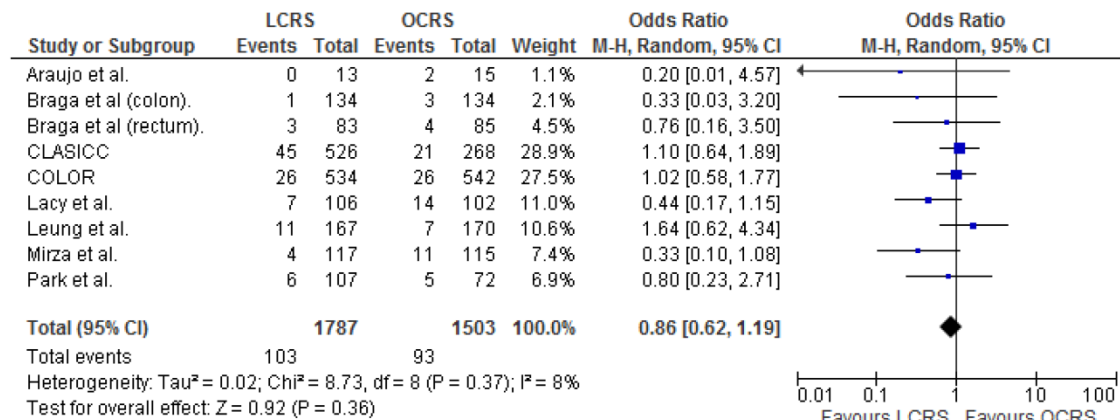 LCRS OCRS Odds Ratio Odds Ratio
Study or Subgroup Events Total Events Total Weight M-H, Random, 95% CI M-H, Random, 95% CI
Araujo et al. 0 13 2 15 1.1% 0.20 [0.01, 4.57]
Braga et al (colon). 1 134 3 134 2.1% 0.33 [0.03, 3.20]
Braga et al (rectum). 3 83 4 85 4.5% 0.76 [0.16, 3.50]
CLASICC 45 526 21 268 28.9% 1.10 [0.64, 1.89]
COLOR 26 534 26 542 27.5% 1.02 [0.58, 1.77]
Lacy et al. 7 106 14 102 11.0% 0.44 [0.17, 1.15]
Leung et al. 11 167 7 170 10.6% 1.64 [0.62, 4.34]
Mirza et al. 4 117 11 115 7.4% 0.33 [0.10, 1.08]
Park et al. 6 107 5 72 6.9% 0.80 [0.23, 2.71]
Total (95% CI) 1787 1503 100.0% 0.86 [0.62, 1.19]
Total events 103 93
Heterogeneity: Tau² = 0.02; Chi² = 8.73, df = 8 (P = 0.37); I² = 8%
Test for overall effect: Z = 0.92 (P = 0.36)
0.01 0.1 1 10 100
Favours LCRS Favours OCRS